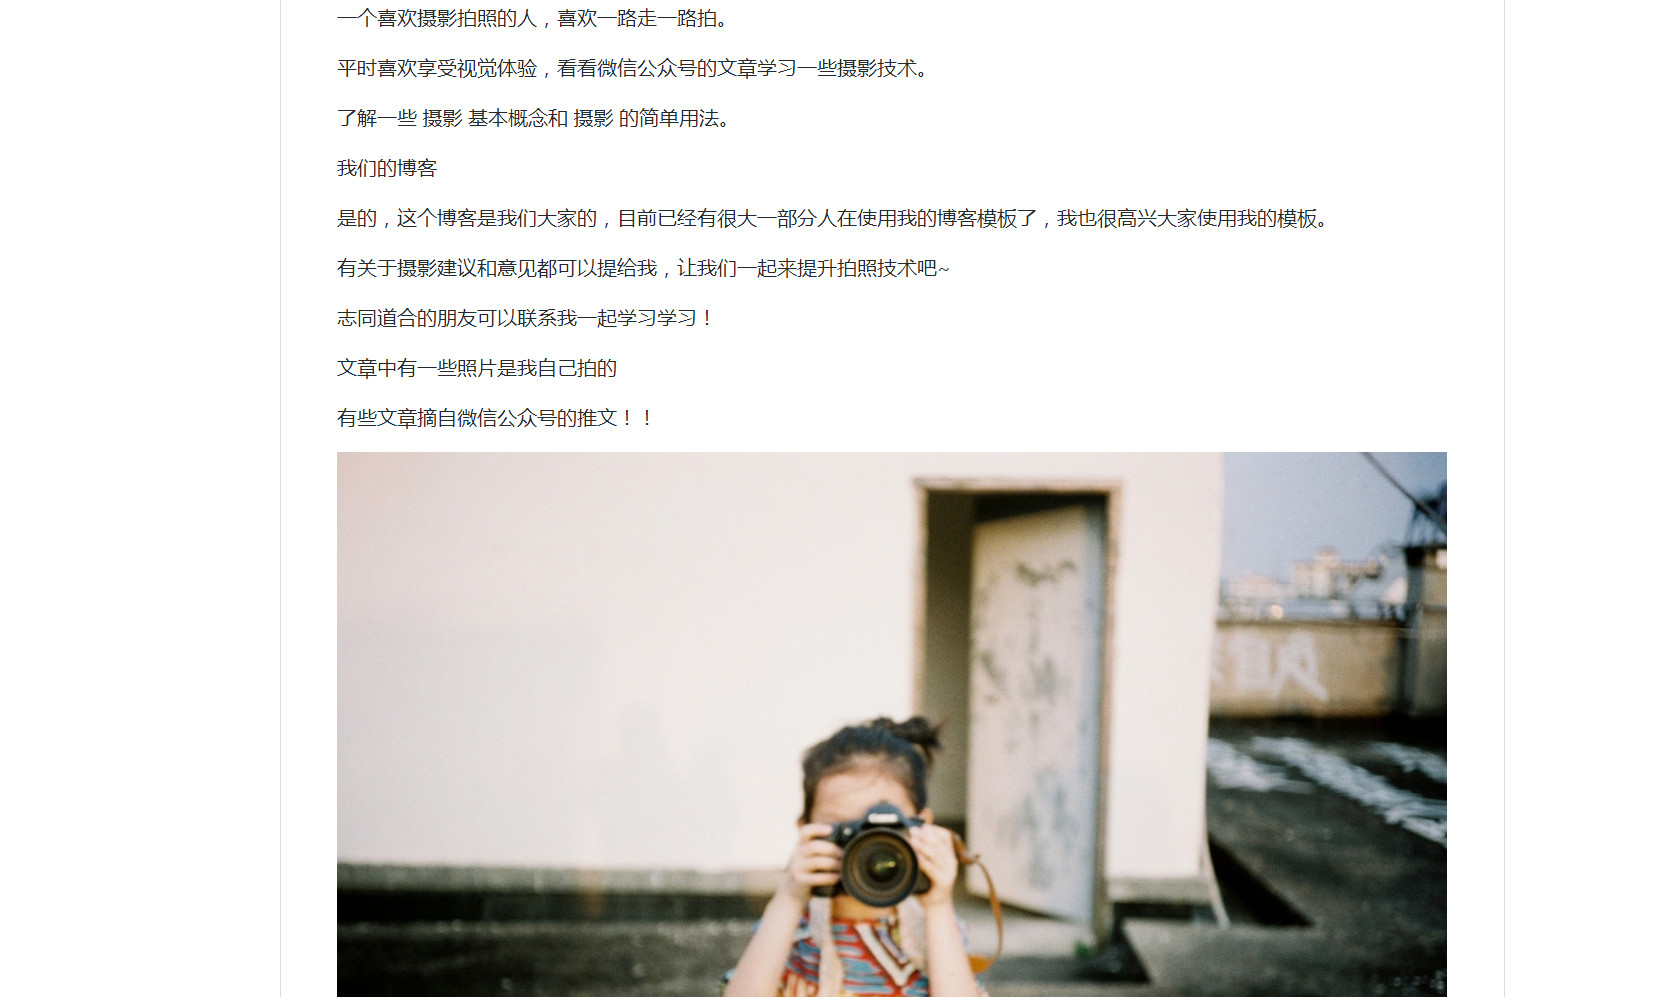 一个喜欢摄影拍照的人，喜欢一路走一路拍。
平时喜欢享受视觉体验，看看微信公众号的文章学习一些摄影技术。
了解一些 摄影 基本概念和 摄影 的简单用法。
我们的博客
是的，这个博客是我们大家的，目前已经有很大一部分人在使用我的博客模板了，我也很高兴大家使用我的模板。
有关于摄影建议和意见都可以提给我，让我们一起来提升拍照技术吧~
志同道合的朋友可以联系我一起学习学习！
文章中有一些照片是我自己拍的
有些文章摘自微信公众号的推文！！
Canon